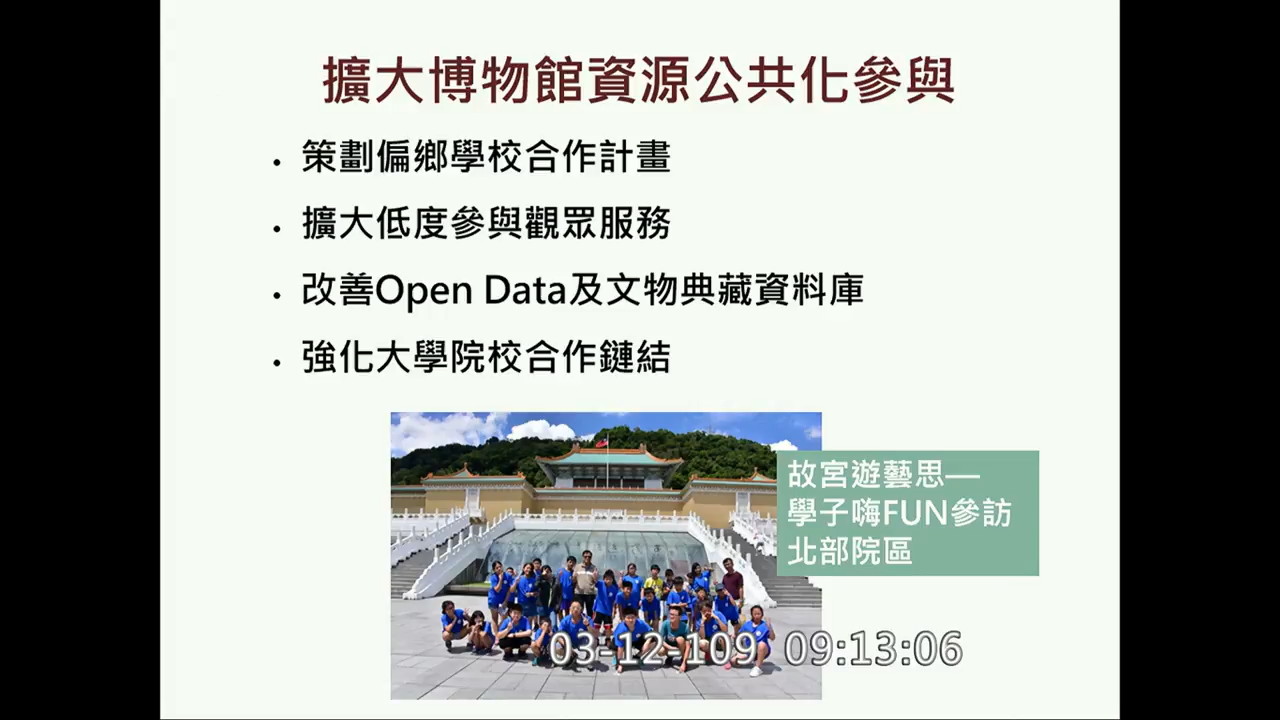 擴大博物館資源公共化參與
• 策劃偏鄉學校合作計畫
• 擴大低度參與觀眾服務
• 改善Open Data及文物典藏資料庫
• 強化大學院校合作鏈結
故宮遊藝思—
學子嗨FUN參訪
北部院區
03-12-109 09:13:06